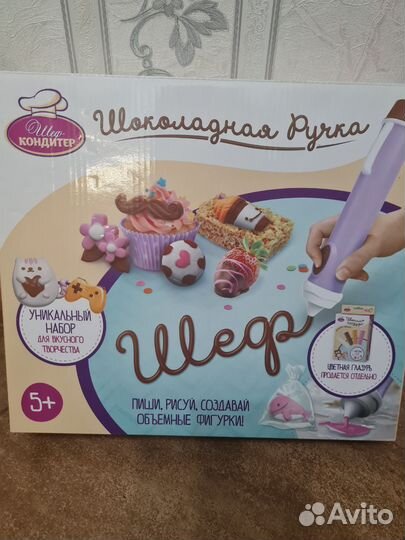 Шеф-
КОНДИТЕР
Шоколадная Ручка
УНИКАЛЬНЫЙ
НАБОР
ДЛЯ ВКУСНОГО
ТВОРЧЕСТВА
Шеф
ЦВЕТНАЯ ГЛАЗУРЬ
ПРОДАЕТСЯ ОТДЕЛЬНО
5+
ПИШИ, РИСУЙ, СОЗДАВАЙ
ОБЪЕМНЫЕ ФИГУРКИ!
Avito